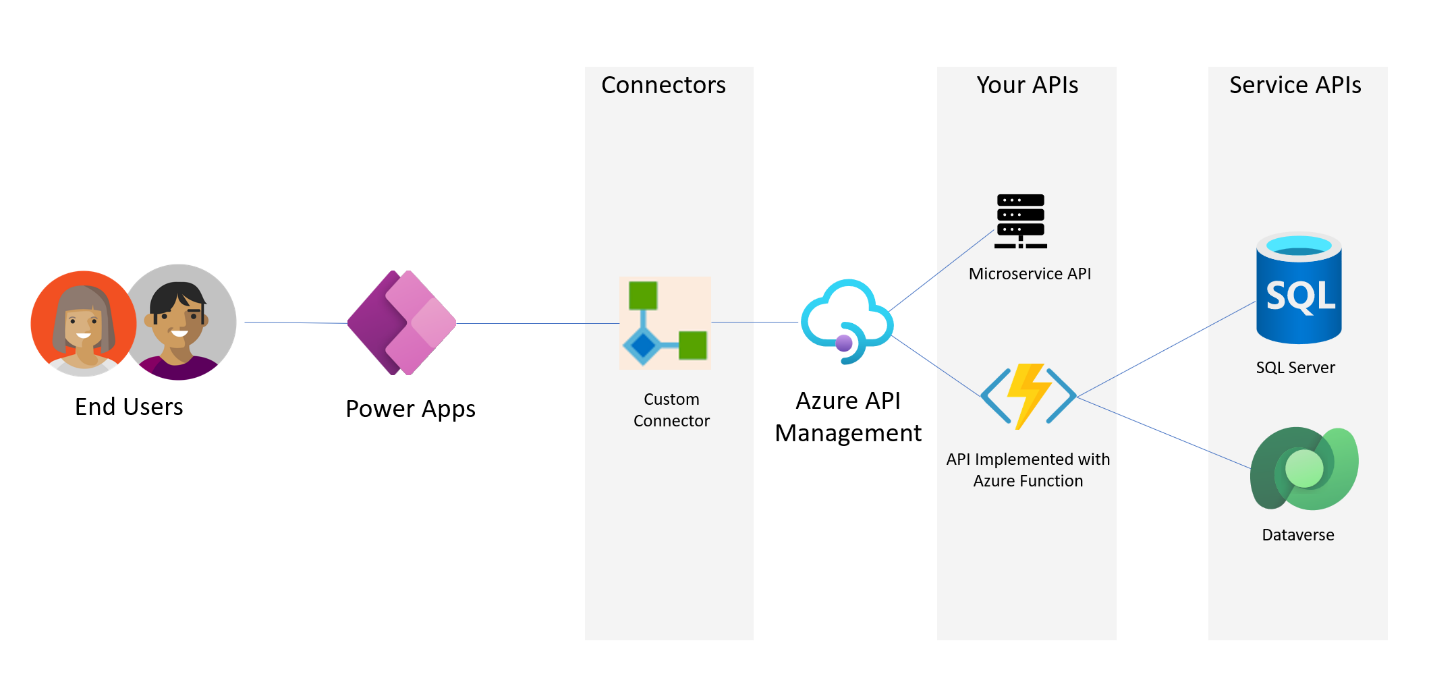 Connectors
Your APIs
Service APIs
Microservice API
SQL
SQL Server
End Users
Power Apps
Custom
Connector
Azure API
Management
API Implemented with
Azure Function
Dataverse